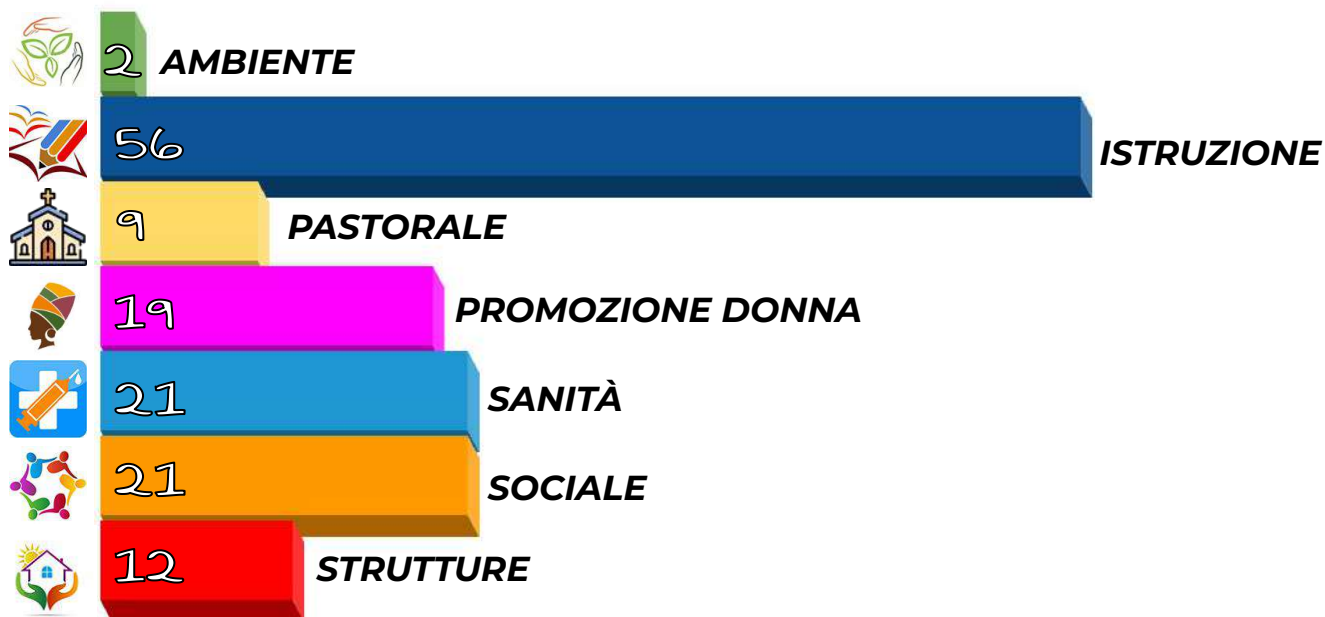 2 AMBIENTE
56 ISTRUZIONE
9 PASTORALE
19 PROMOZIONE DONNA
21 SANITÀ
21 SOCIALE
12 STRUTTURE